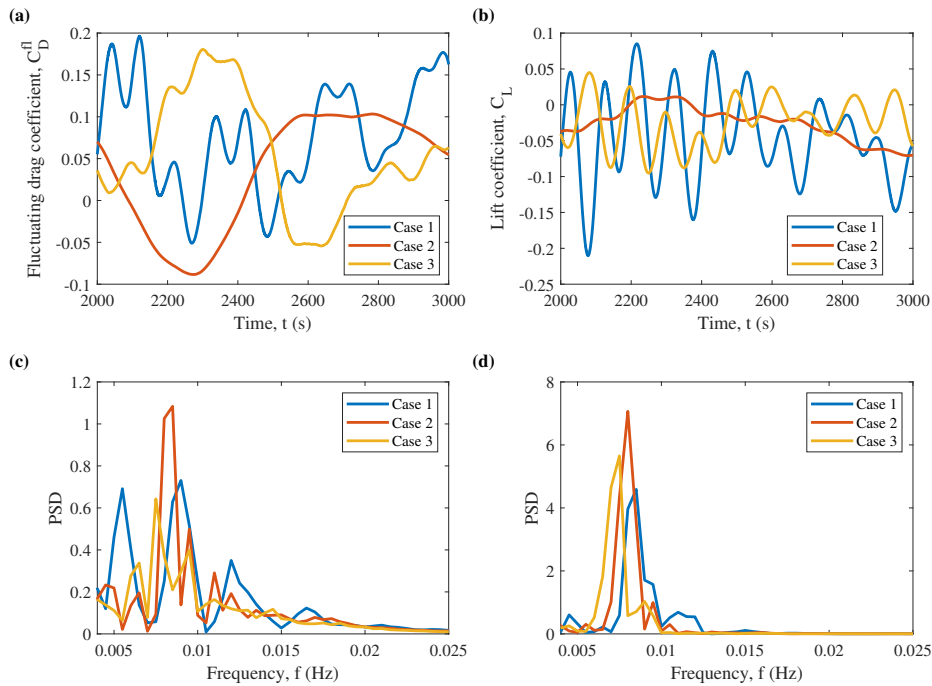 (a)
Fluctuating drag coefficient, C_D^fl
0.2
0.15
0.1
0.05
0
-0.05
-0.1
2000
2200
2400
2600
2800
3000
Time, t (s)
Case 1
Case 2
Case 3
(b)
Lift coefficient, C_L
0.1
0.05
0
-0.05
-0.1
-0.15
-0.2
-0.25
2000
2200
2400
2600
2800
3000
Time, t (s)
Case 1
Case 2
Case 3
(c)
PSD
1.2
1
0.8
0.6
0.4
0.2
0
0.005
0.01
0.015
0.02
0.025
Frequency, f (Hz)
Case 1
Case 2
Case 3
(d)
PSD
8
6
4
2
0
0.005
0.01
0.015
0.02
0.025
Frequency, f (Hz)
Case 1
Case 2
Case 3